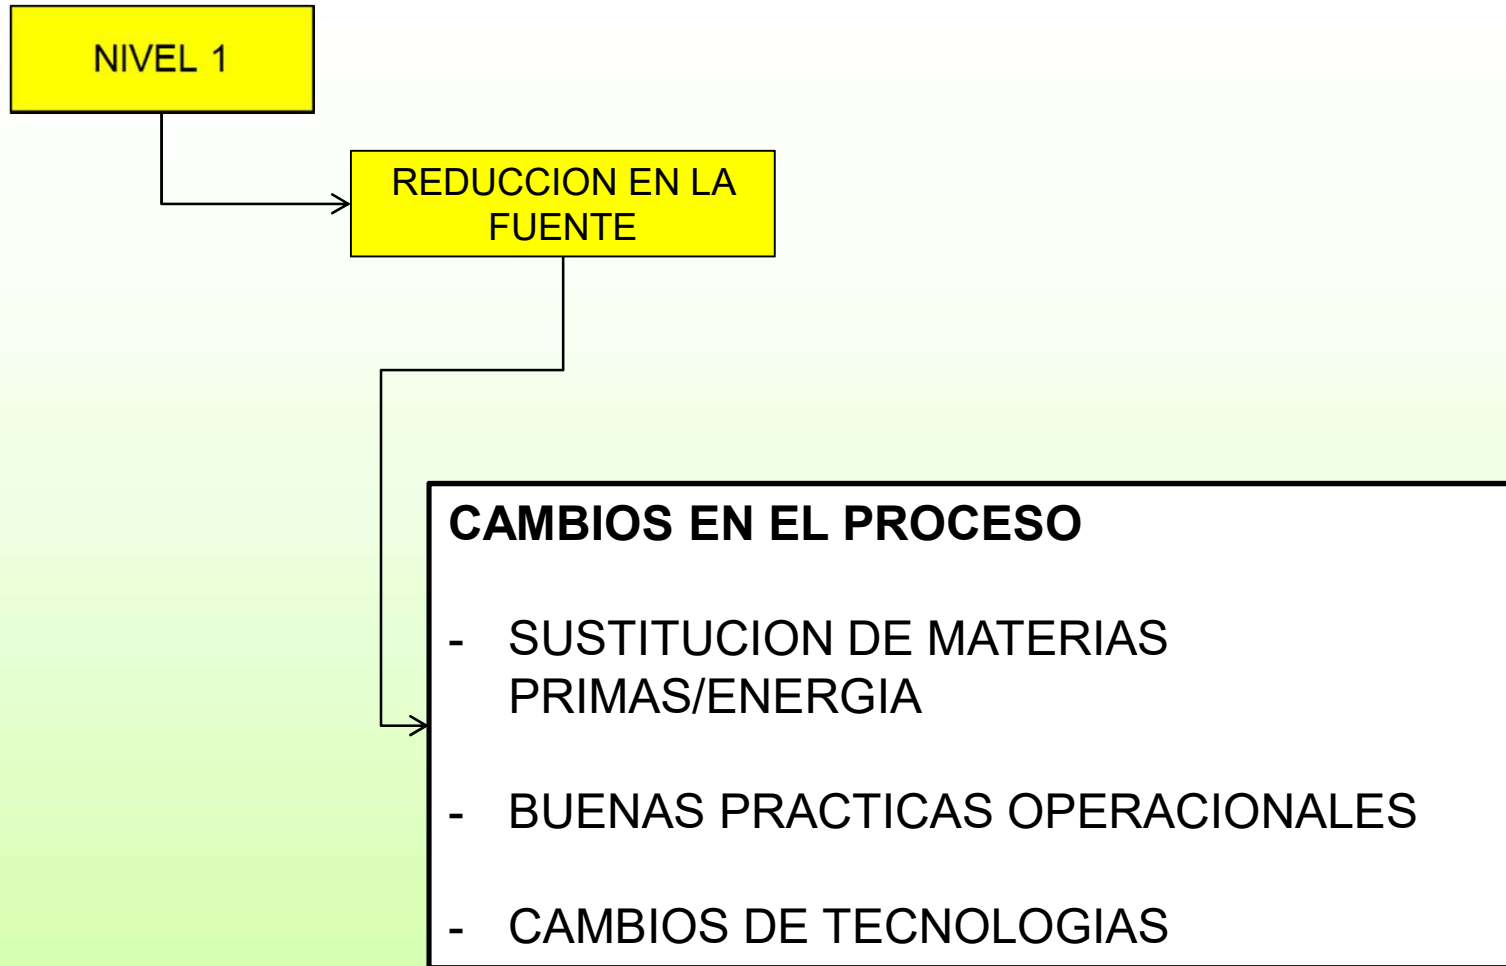 NIVEL 1
REDUCCION EN LA
FUENTE
CAMBIOS EN EL PROCESO
- SUSTITUCION DE MATERIAS
PRIMAS/ENERGIA
- BUENAS PRACTICAS OPERACIONALES
- CAMBIOS DE TECNOLOGIAS